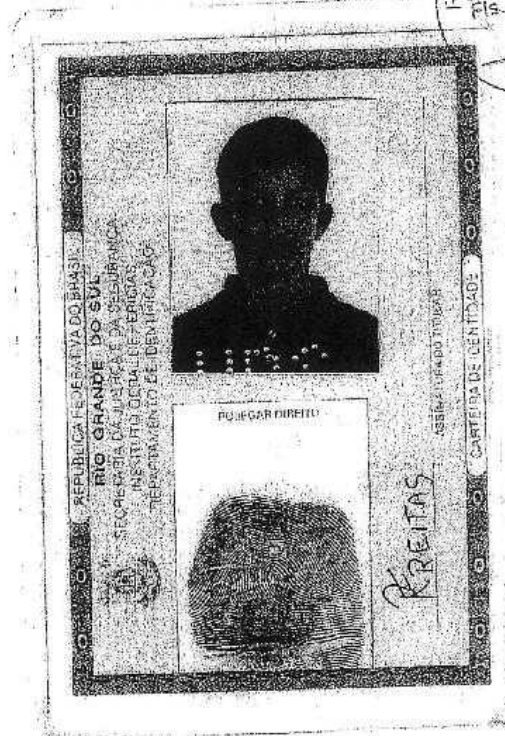 Fls
REPÚBLICA FEDERATIVA DO BRASIL
RIO GRANDE DO SUL
SECRETARIA DA JUSTIÇA E DA SEGURANÇA
INSTITUTO GERAL DE PERÍCIAS
DEPARTAMENTO DE IDENTIFICAÇÃO
POLEGAR DIREITO
FREITAS
ASSINATURA DO TITULAR
CARTEIRA DE IDENTIDADE